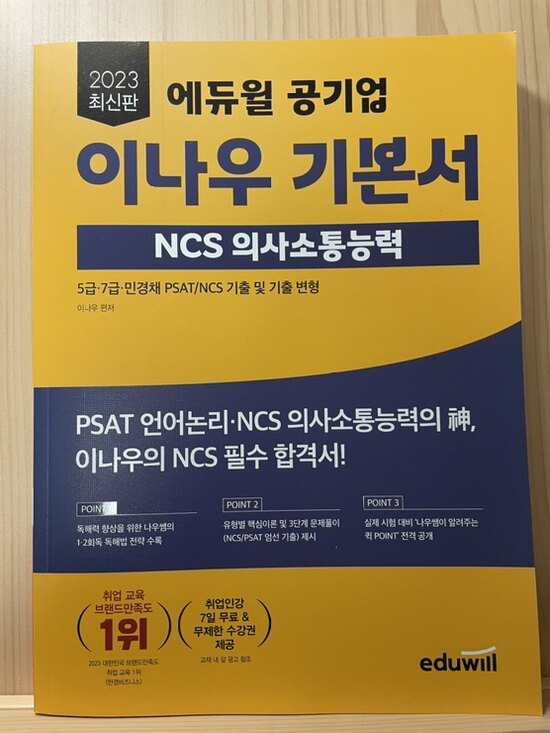 2023
최신판
에듀윌 공기업
이나우 기본서
NCS 의사소통능력
5급·7급·민경채 PSAT/NCS 기출 및 기출 변형
이나우 편저
PSAT 언어논리·NCS 의사소통능력의 神,
이나우의 NCS 필수 합격서!
POINT
독해력 향상을 위한 나우쌤의
1·2회독 독해법 전략 수록
POINT 2
유형별 핵심이론 및 3단계 문제풀이
(NCS/PSAT 엄선 기출) 제시
POINT 3
실제 시험 대비 '나우쌤이 알려주는
퀵 POINT' 전격 공개
취업 교육
브랜드만족도
1위
2023 대한민국 브랜드만족도
취업 교육 1위
(한경비즈니스)
취업인강
7일 무료 &
무제한 수강권
제공
교재 내 앞 광고 참조
eduwill